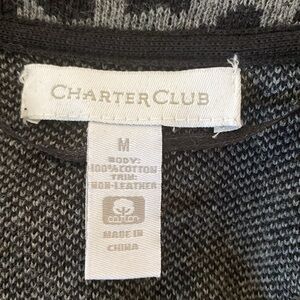 CHARTER CLUB
M
BODY:
100%COTTON
TRIM:
NON-LEATHER
cotton
MADE IN
CHINA